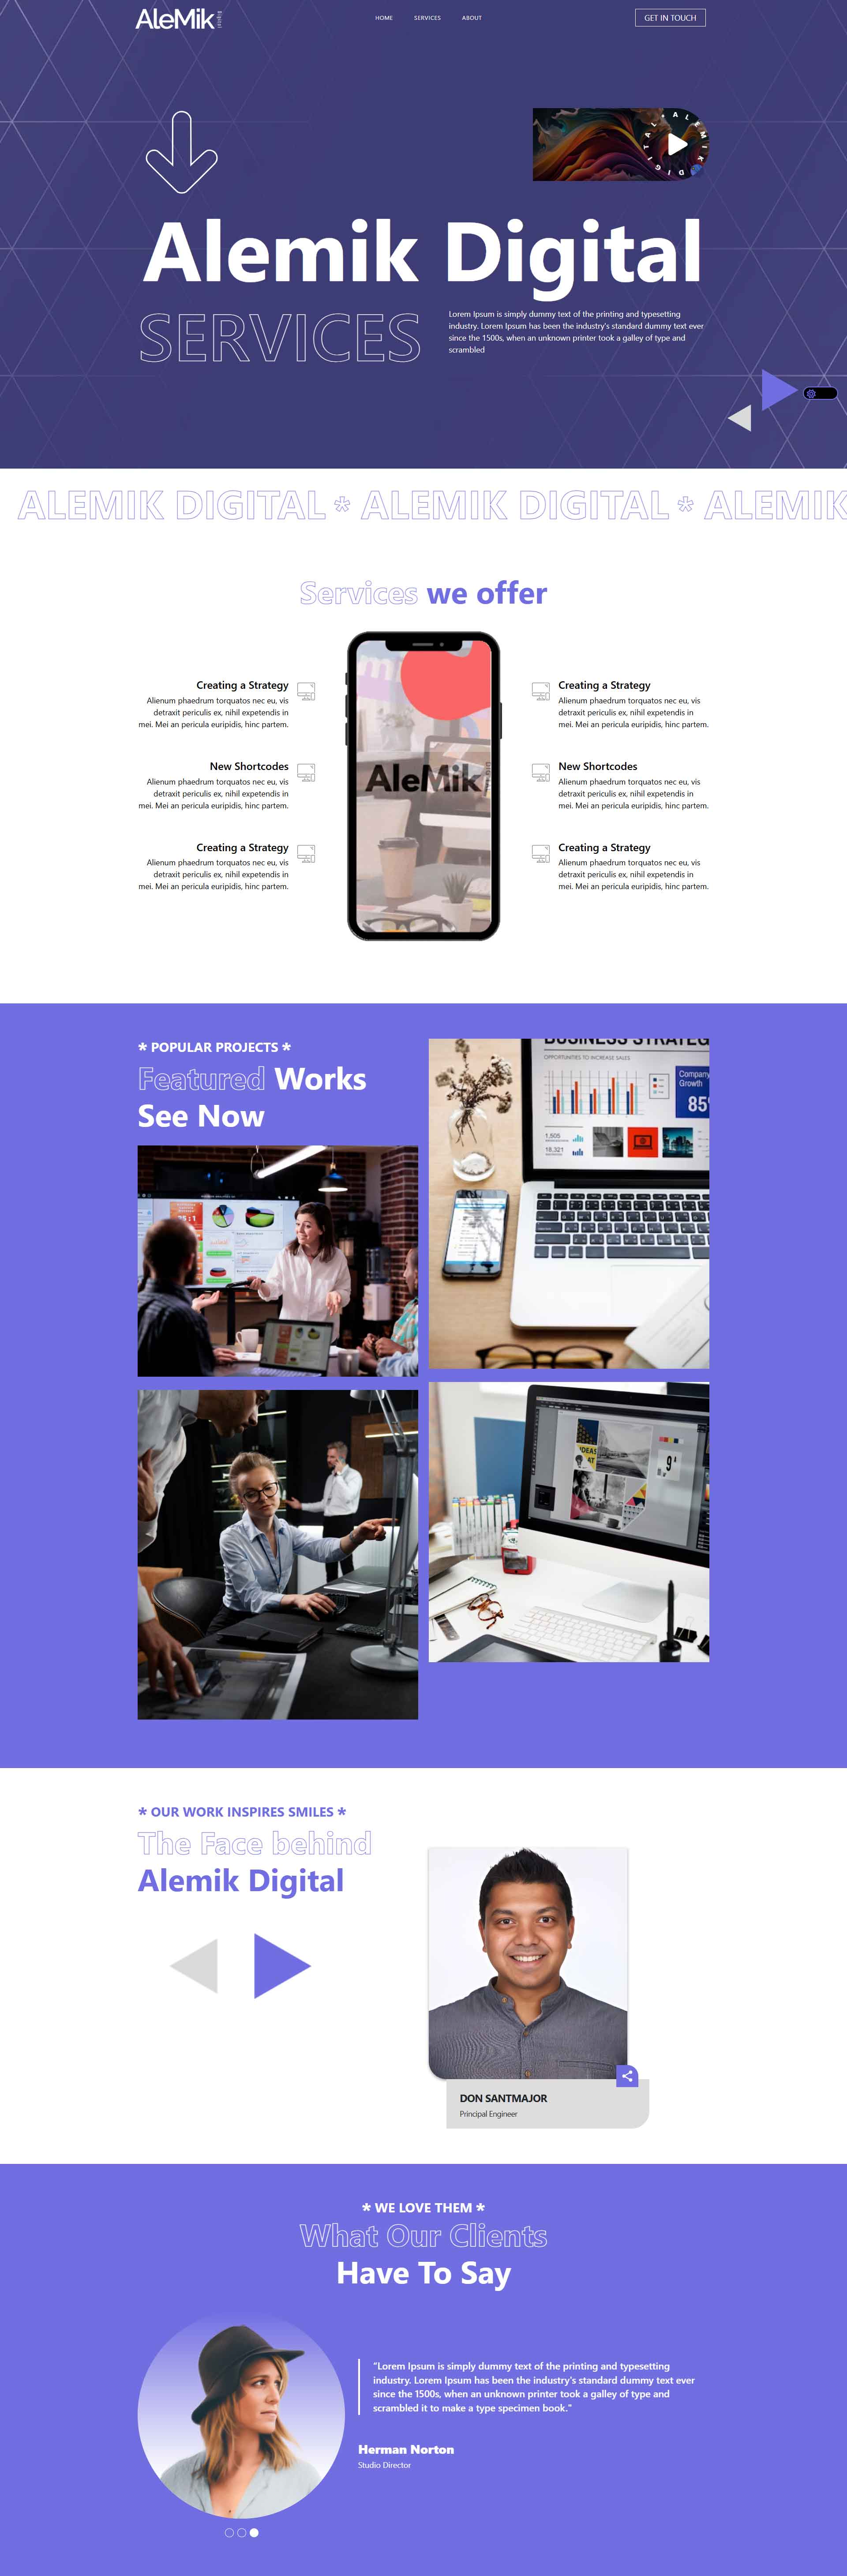 AleMik
Digital
HOME
SERVICES
ABOUT
GET IN TOUCH
Alemik Digital
SERVICES
Lorem Ipsum is simply dummy text of the printing and typesetting
industry. Lorem Ipsum has been the industry's standard dummy text ever
since the 1500s, when an unknown printer took a galley of type and
scrambled
ALEMIK DIGITAL * ALEMIK DIGITAL * ALEMIK
Services we offer
Creating a Strategy
Alienum phaedrum torquatos nec eu, vis
detraxit periculis ex, nihil expetendis in
mei. Mei an pericula euripidis, hinc partem.
New Shortcodes
Alienum phaedrum torquatos nec eu, vis
detraxit periculis ex, nihil expetendis in
mei. Mei an pericula euripidis, hinc partem.
Creating a Strategy
Alienum phaedrum torquatos nec eu, vis
detraxit periculis ex, nihil expetendis in
mei. Mei an pericula euripidis, hinc partem.
AleMik
Creating a Strategy
Alienum phaedrum torquatos nec eu, vis
detraxit periculis ex, nihil expetendis in
mei. Mei an pericula euripidis, hinc partem.
New Shortcodes
Alienum phaedrum torquatos nec eu, vis
detraxit periculis ex, nihil expetendis in
mei. Mei an pericula euripidis, hinc partem.
Creating a Strategy
Alienum phaedrum torquatos nec eu, vis
detraxit periculis ex, nihil expetendis in
mei. Mei an pericula euripidis, hinc partem.
* POPULAR PROJECTS *
Featured Works
See Now
BUSINESS STRATEG
OPPORTUNITIES TO INCREASE SALES
Company
Growth
85
1,505
18,321
IDEAS
* OUR WORK INSPIRES SMILES *
The Face behind
Alemik Digital
DON SANTMAJOR
Principal Engineer
* WE LOVE THEM *
What Our Clients
Have To Say
"Lorem Ipsum is simply dummy text of the printing and typesetting
industry. Lorem Ipsum has been the industry's standard dummy text ever
since the 1500s, when an unknown printer took a galley of type and
scrambled it to make a type specimen book."
Herman Norton
Studio Director